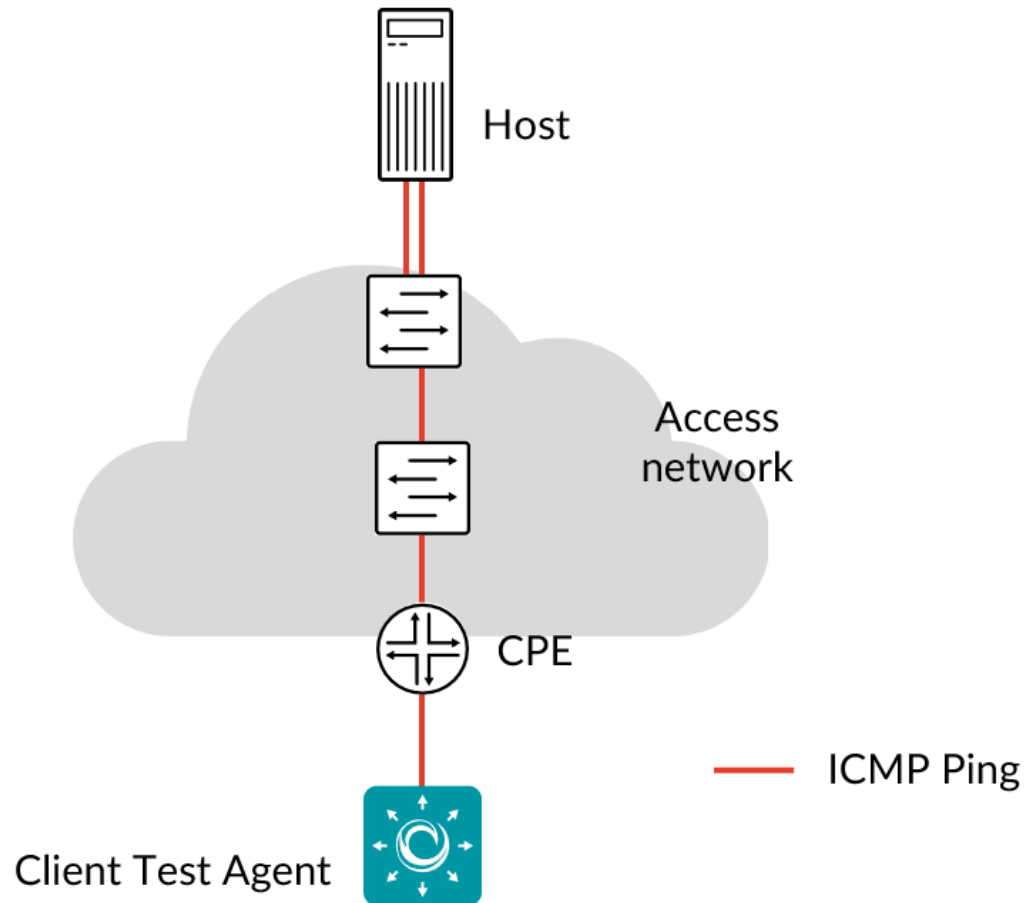 Host
Access
network
CPE
ICMP Ping
Client Test Agent